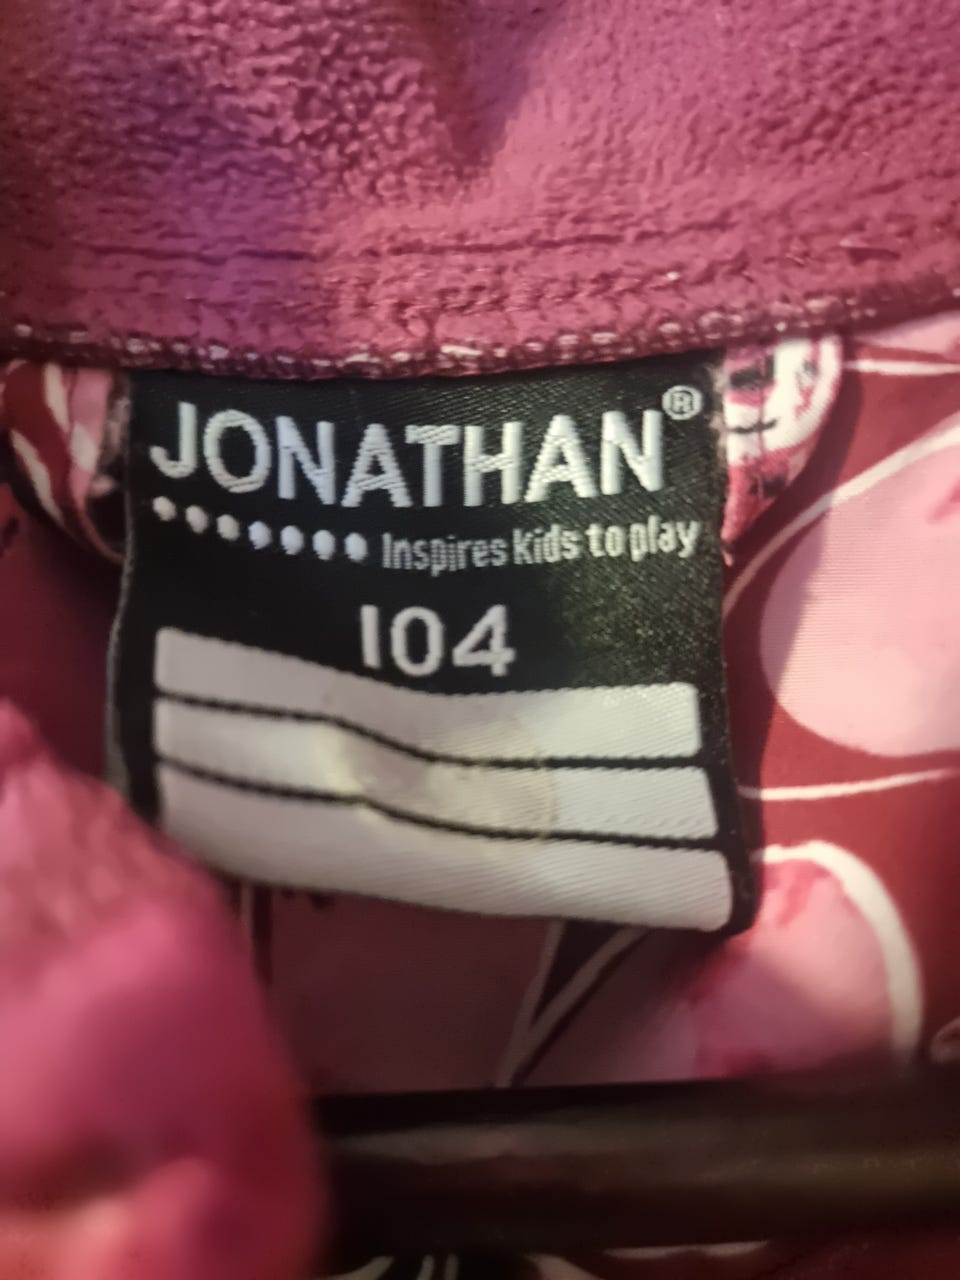 JONATHAN®
Inspires kids to play
104